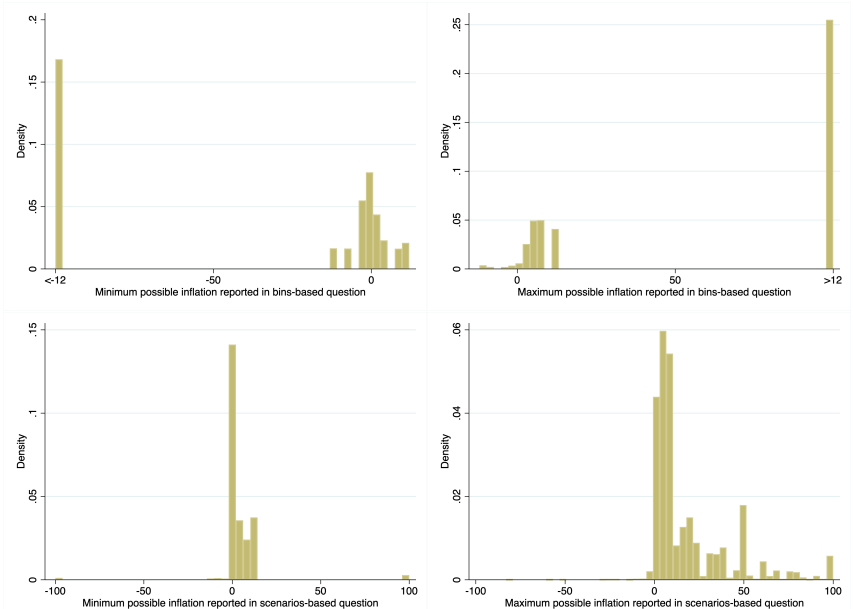 Density
.2
.15
.1
.05
0
<-12 -50 0
Minimum possible inflation reported in bins-based question
Density
.25
.2
.15
.1
.05
0
0 50 >12
Maximum possible inflation reported in bins-based question
Density
.15
.1
.05
0
-100 -50 0 50 100
Minimum possible inflation reported in scenarios-based question
Density
.06
.04
.02
0
-100 -50 0 50 100
Maximum possible inflation reported in scenarios-based question